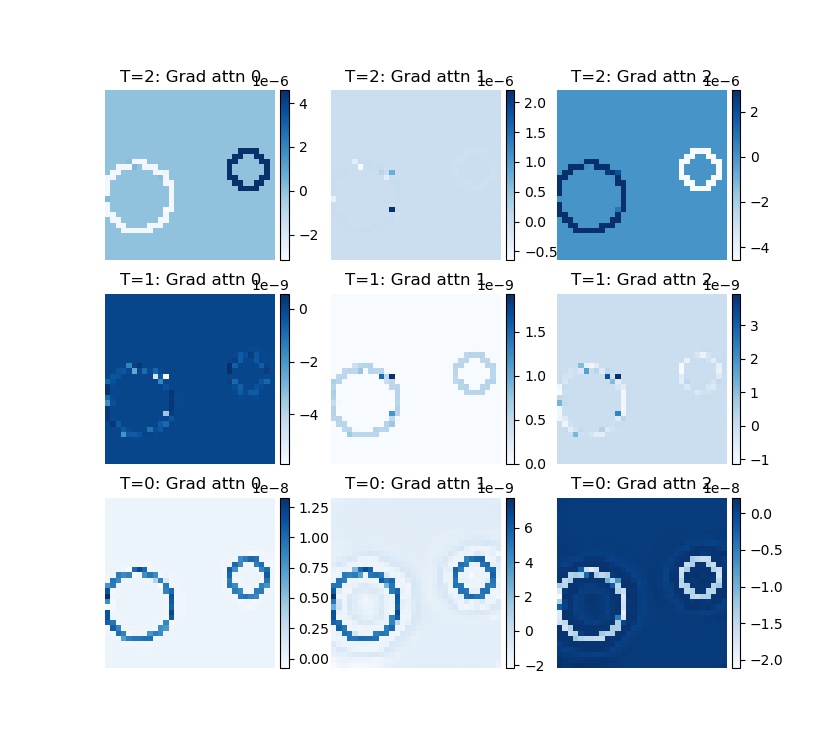 T=2: Grad attn 0
1e−6
4
2
0
−2
T=2: Grad attn 1
1e−6
2.0
1.5
1.0
0.5
0.0
−0.5
T=2: Grad attn 2
1e−6
2
0
−2
−4
T=1: Grad attn 0
1e−9
0
−2
−4
T=1: Grad attn 1
1e−9
1.5
1.0
0.5
0.0
T=1: Grad attn 2
1e−9
3
2
1
0
−1
T=0: Grad attn 0
1e−8
1.25
1.00
0.75
0.50
0.25
0.00
T=0: Grad attn 1
1e−9
6
4
2
0
−2
T=0: Grad attn 2
1e−8
0.0
−0.5
−1.0
−1.5
−2.0